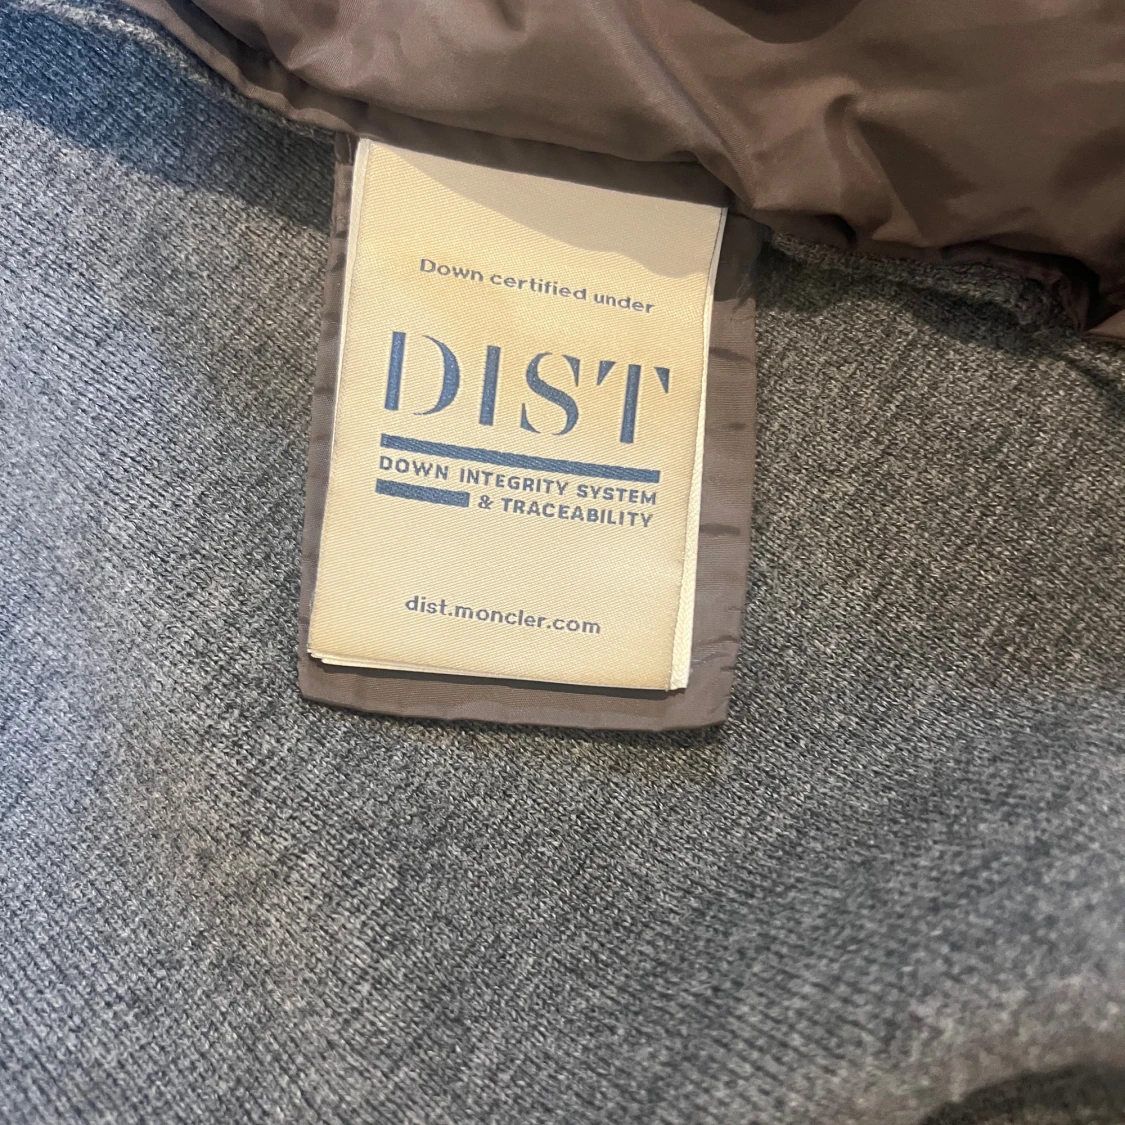 Down certified under
DIST
DOWN INTEGRITY SYSTEM
& TRACEABILITY
dist.moncler.com